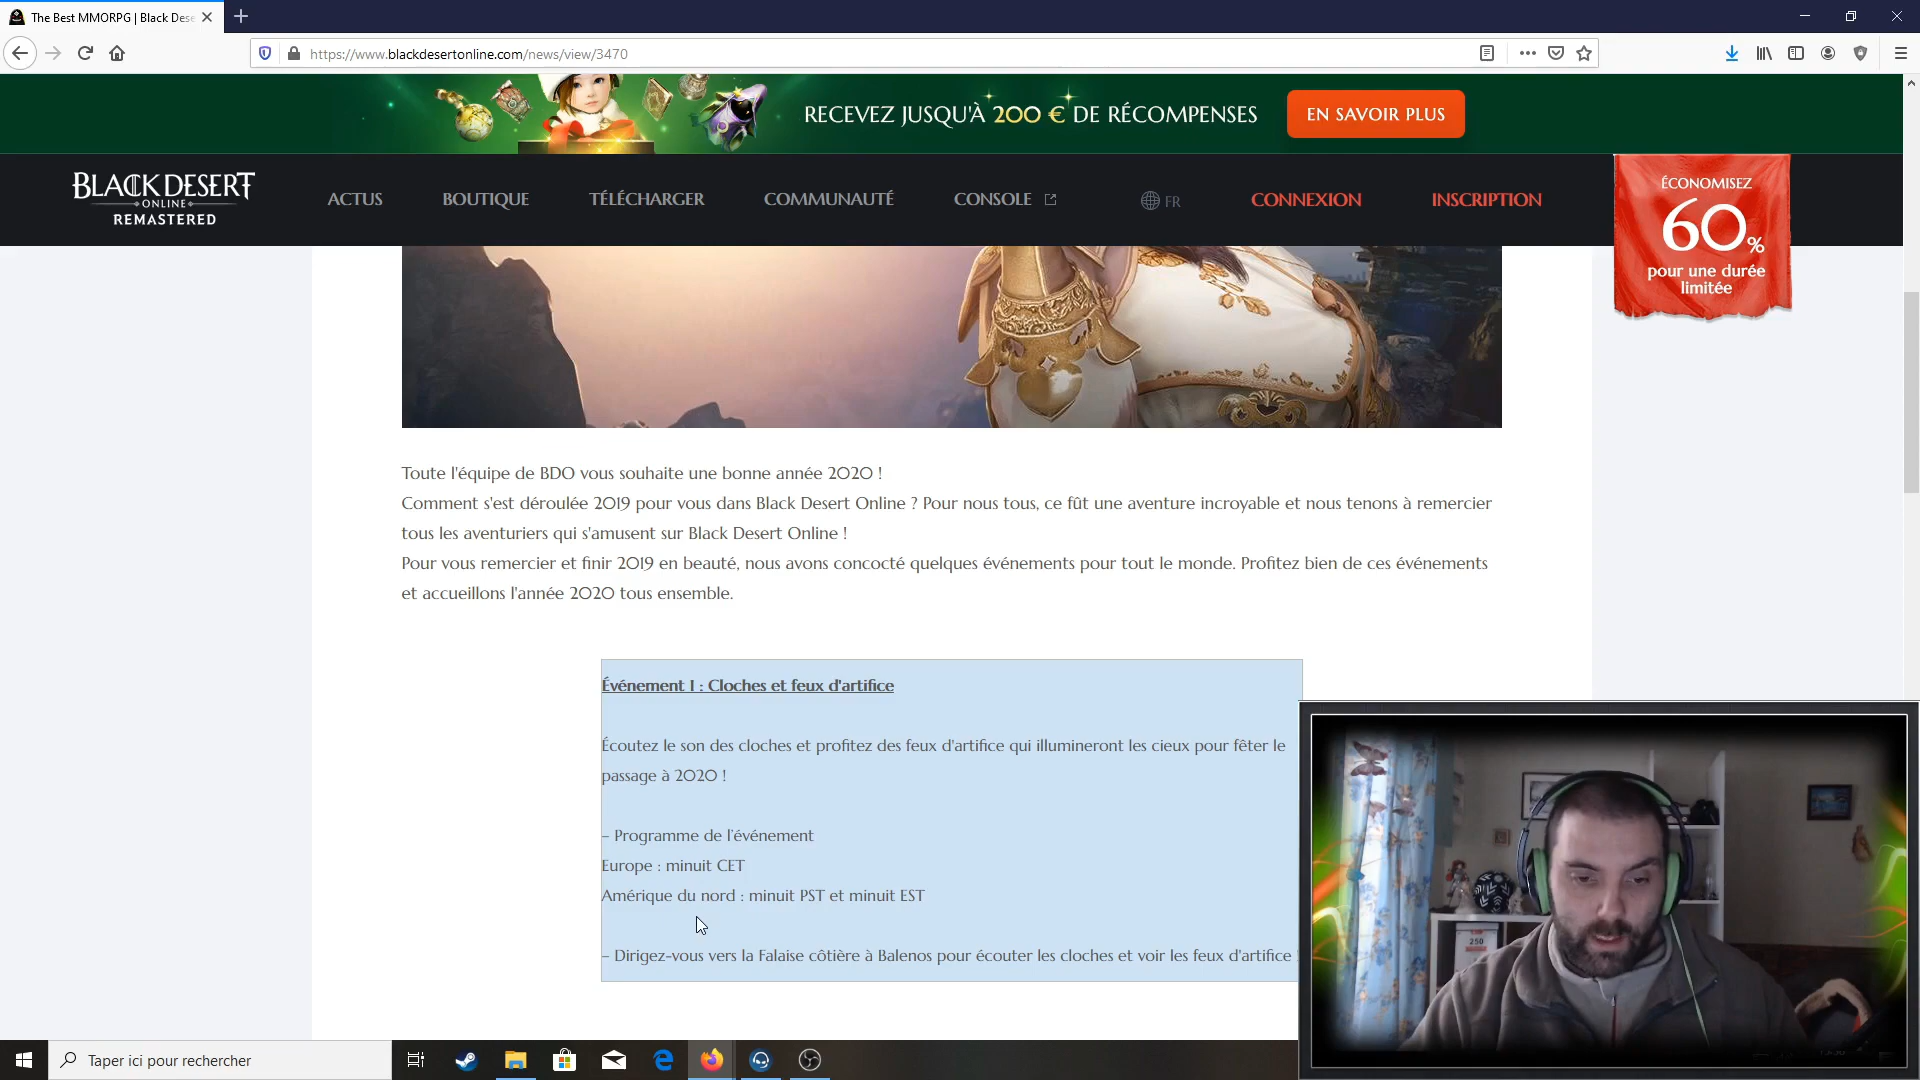 The Best MMORPG | Black Dese
https://www.blackdesertonline.com/news/view/3470
RECEVEZ JUSQU'À 200 € DE RÉCOMPENSES
EN SAVOIR PLUS
BLACK DESERT
ONLINE
REMASTERED
ACTUS
BOUTIQUE
TÉLÉCHARGER
COMMUNAUTÉ
CONSOLE
FR
CONNEXION
INSCRIPTION
ÉCONOMISEZ
60%
pour une durée
limitée
Toute l'équipe de BDO vous souhaite une bonne année 2020 !
Comment s'est déroulée 2019 pour vous dans Black Desert Online ? Pour nous tous, ce fût une aventure incroyable et nous tenons à remercier
tous les aventuriers qui s'amusent sur Black Desert Online !
Pour vous remercier et finir 2019 en beauté, nous avons concocté quelques événements pour tout le monde. Profitez bien de ces événements
et accueillons l'année 2020 tous ensemble.
Événement 1 : Cloches et feux d'artifice
Écoutez le son des cloches et profitez des feux d'artifice qui illumineront les cieux pour fêter le
passage à 2020 !
– Programme de l'événement
Europe : minuit CET
Amérique du nord : minuit PST et minuit EST
– Dirigez-vous vers la Falaise côtière à Balenos pour écouter les cloches et voir les feux d'artifice !
250
Taper ici pour rechercher